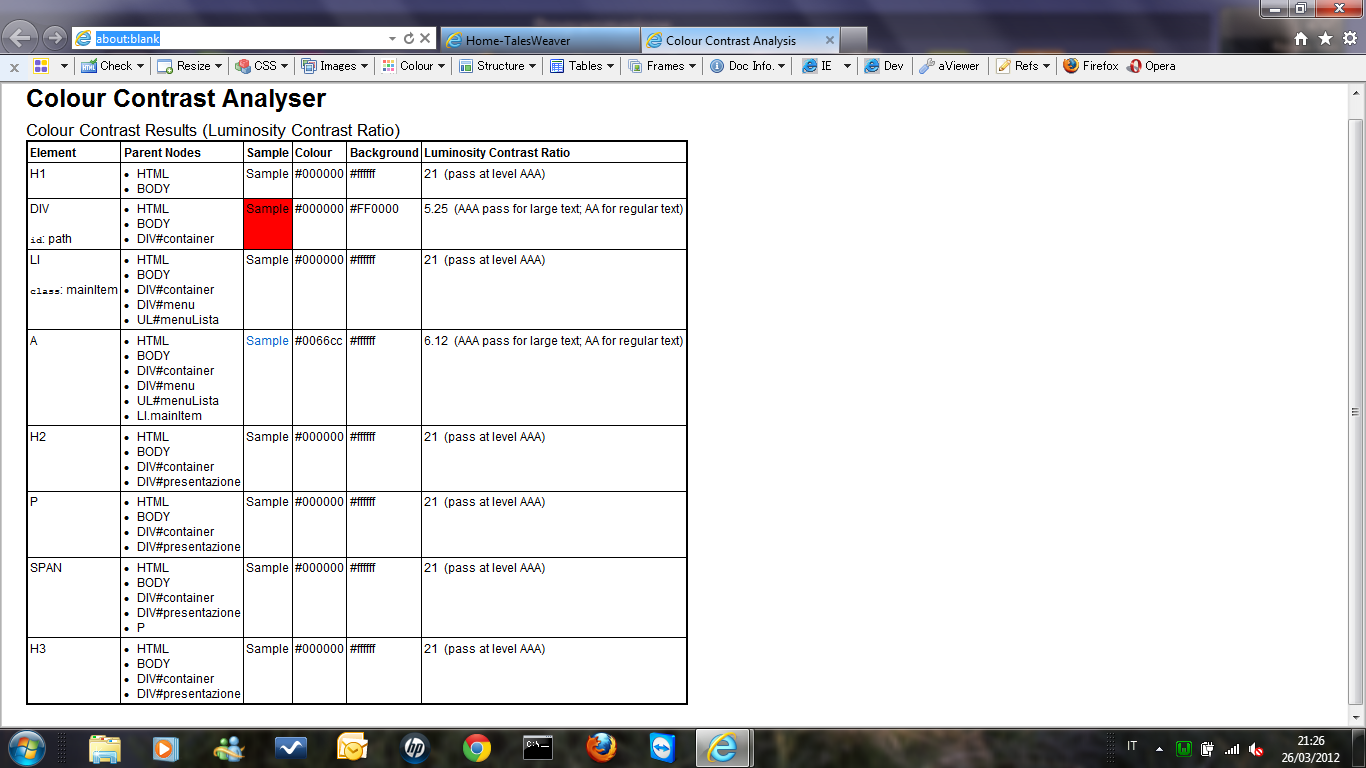 about:blank
Home-TalesWeaver
Colour Contrast Analysis
x Check Resize CSS Images Colour Structure Tables Frames Doc Info. IE Dev aViewer Refs Firefox Opera
Colour Contrast Analyser
Colour Contrast Results (Luminosity Contrast Ratio)
Element Parent Nodes Sample Colour Background Luminosity Contrast Ratio
H1 • HTML Sample #000000 #ffffff 21 (pass at level AAA)
• BODY
DIV • HTML Sample #000000 #FF0000 5.25 (AAA pass for large text; AA for regular text)
• BODY
id: path • DIV#container
LI • HTML Sample #000000 #ffffff 21 (pass at level AAA)
• BODY
class: mainItem • DIV#container
• DIV#menu
• UL#menuLista
A • HTML Sample #0066cc #ffffff 6.12 (AAA pass for large text; AA for regular text)
• BODY
• DIV#container
• DIV#menu
• UL#menuLista
• LI.mainItem
H2 • HTML Sample #000000 #ffffff 21 (pass at level AAA)
• BODY
• DIV#container
• DIV#presentazione
P • HTML Sample #000000 #ffffff 21 (pass at level AAA)
• BODY
• DIV#container
• DIV#presentazione
SPAN • HTML Sample #000000 #ffffff 21 (pass at level AAA)
• BODY
• DIV#container
• DIV#presentazione
• P
H3 • HTML Sample #000000 #ffffff 21 (pass at level AAA)
• BODY
• DIV#container
• DIV#presentazione
hp
C:\.
IT
21:26
26/03/2012